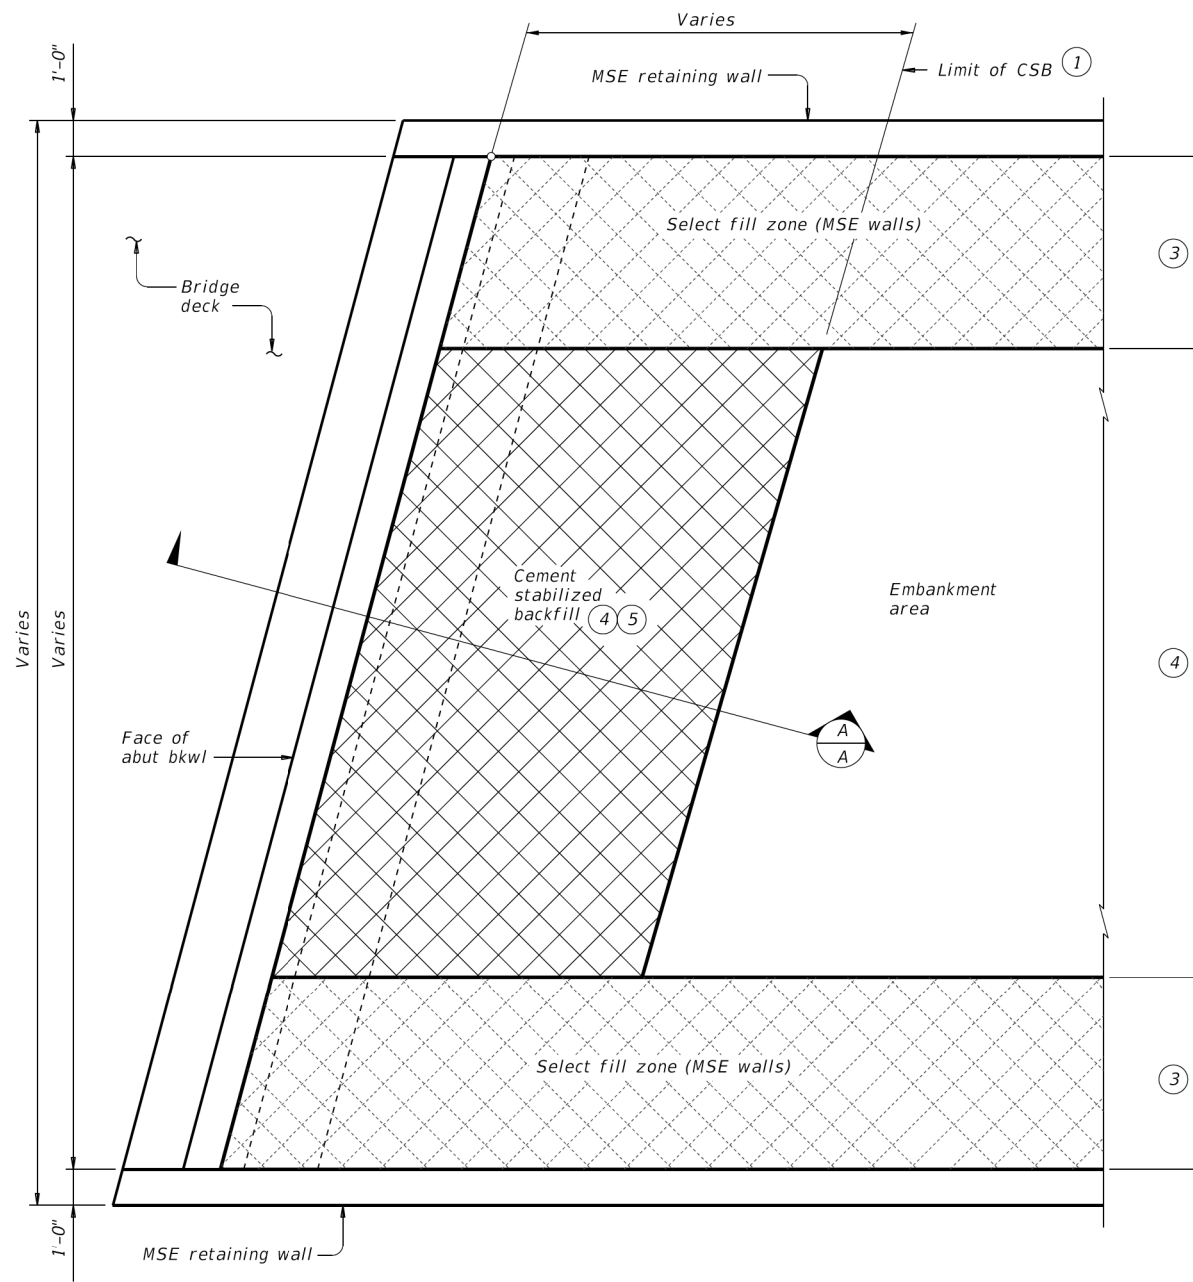 Varies
1'-0"
MSE retaining wall
Limit of CSB 1
Select fill zone (MSE walls)
3
Bridge
deck
Cement
stabilized
backfill 4 5
Embankment
area
Varies
Varies
4
Face of
abut bkwl
A
A
Select fill zone (MSE walls)
3
1'-0"
MSE retaining wall